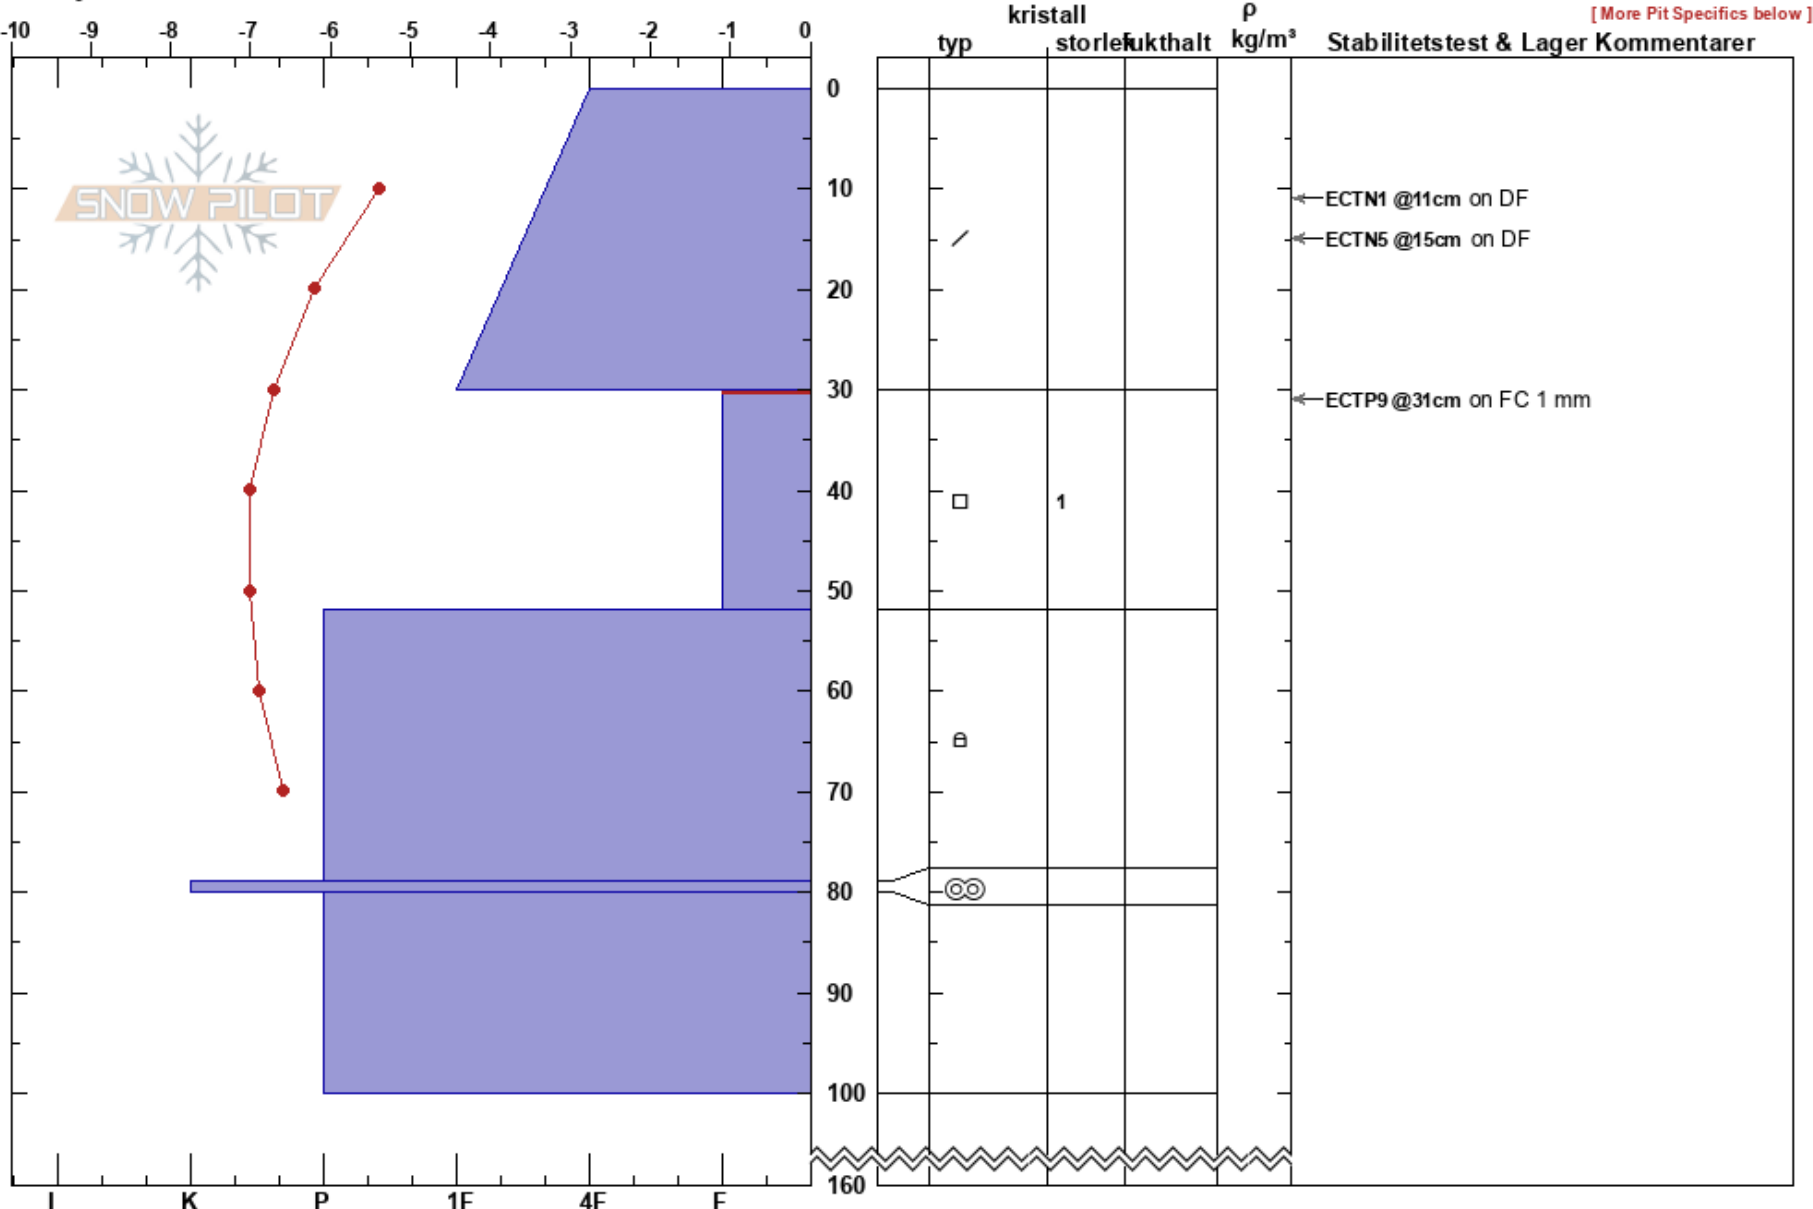 kristall ρ [ More Pit Specifics below ]
-10 -9 -8 -7 -6 -5 -4 -3 -2 -1 0 typ storlek fukthalt kg/m³ Stabilitetstest & Lager Kommentarer
0
SNOW PILOT
10
ECTN1 @11cm on DF
ECTN5 @15cm on DF
20
30
ECTP9 @31cm on FC 1 mm
40
1
50
60
70
80
90
100
160
I K P 1F 4F F